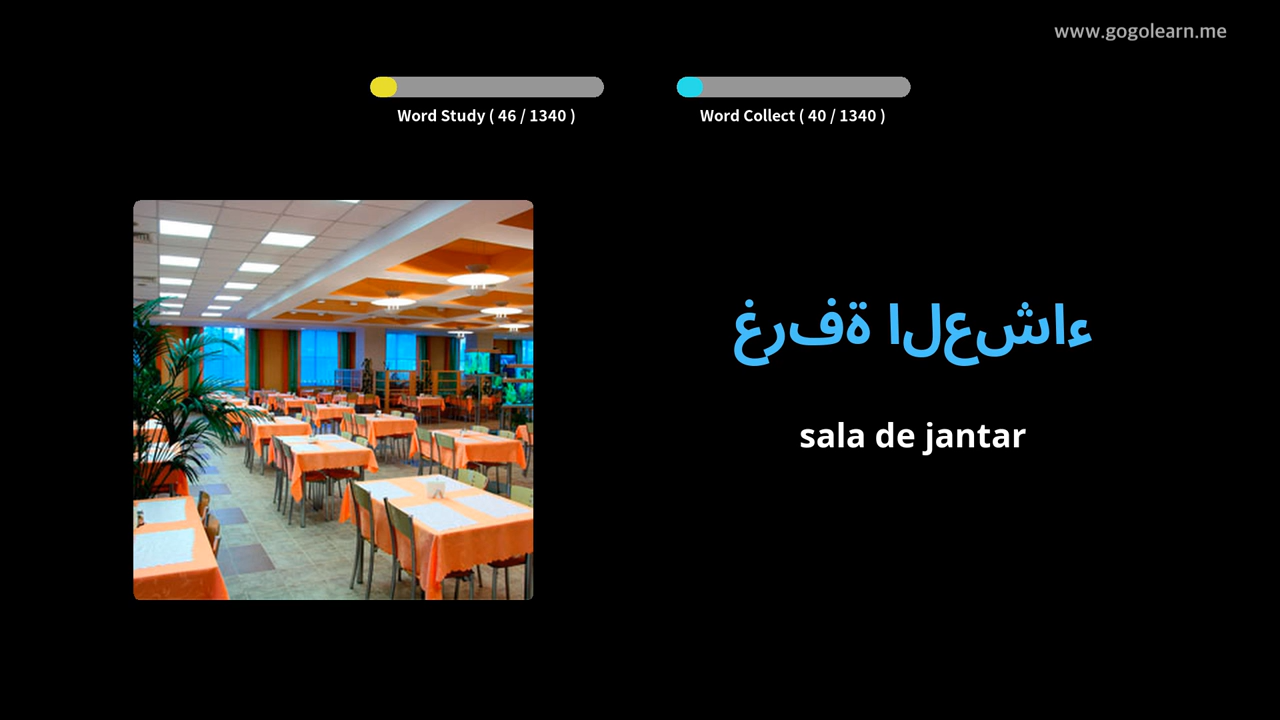 www.gogolearn.me
Word Study ( 46 / 1340 )
Word Collect ( 40 / 1340 )
غرفة العشاء
sala de jantar